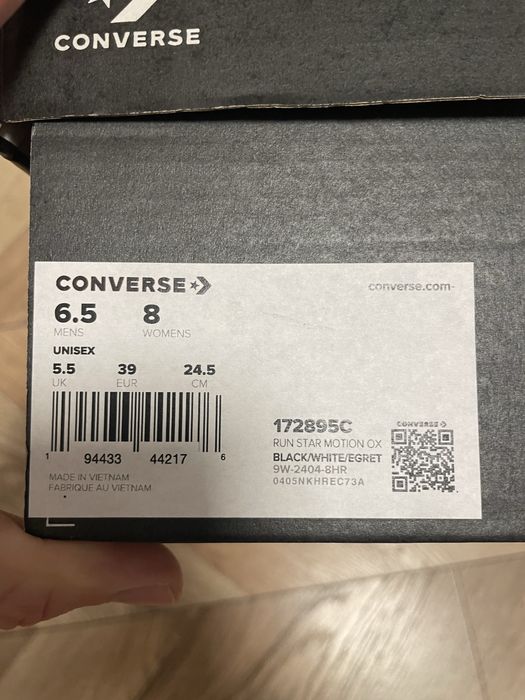 CONVERSE
CONVERSE converse.com
6.5 8
MENS WOMENS
UNISEX
5.5 39 24.5
UK EUR CM
1 94433 44217 6
MADE IN VIETNAM
FABRIQUE AU VIETNAM
172895C
RUN STAR MOTION OX
BLACK/WHITE/EGRET
9W-2404-8HR
0405NKHREC73A
CONVERSE